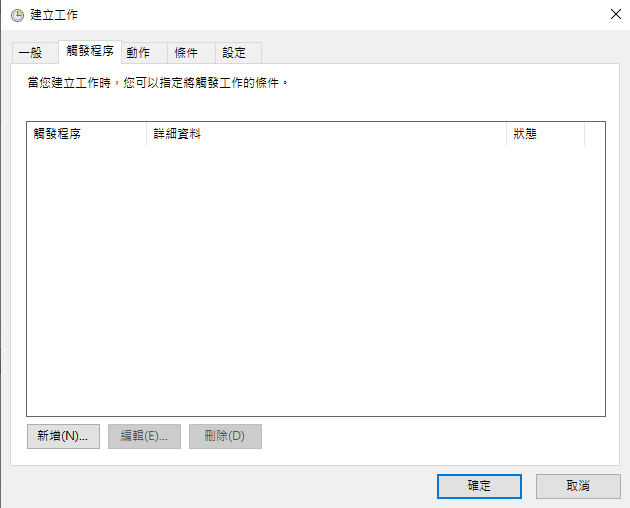 建立工作
一般 觸發程序 動作 條件 設定
當您建立工作時，您可以指定將觸發工作的條件。
觸發程序 詳細資料 狀態
新增(N)... 編輯(E)... 刪除(D)
確定 取消